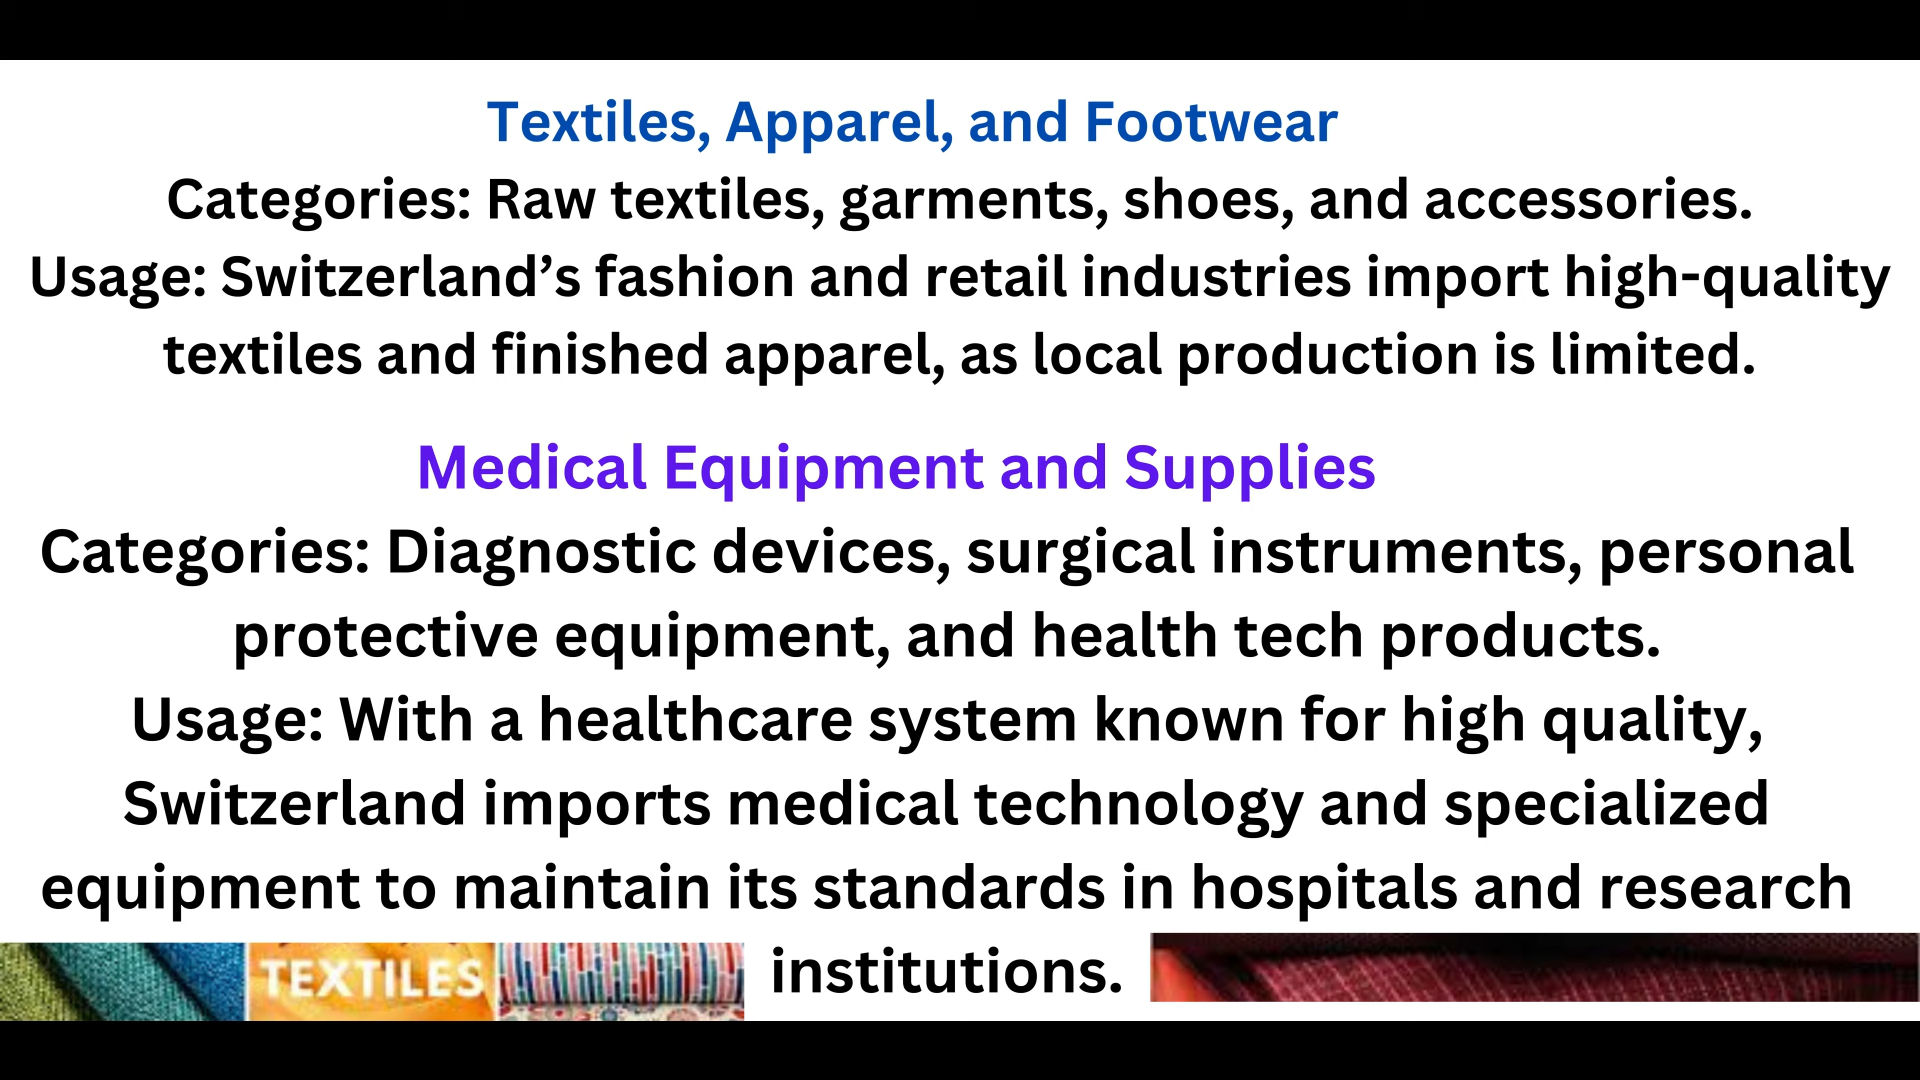 Textiles, Apparel, and Footwear
Categories: Raw textiles, garments, shoes, and accessories.
Usage: Switzerland’s fashion and retail industries import high-quality
textiles and finished apparel, as local production is limited.
Medical Equipment and Supplies
Categories: Diagnostic devices, surgical instruments, personal
protective equipment, and health tech products.
Usage: With a healthcare system known for high quality,
Switzerland imports medical technology and specialized
equipment to maintain its standards in hospitals and research
institutions.
TEXTILES